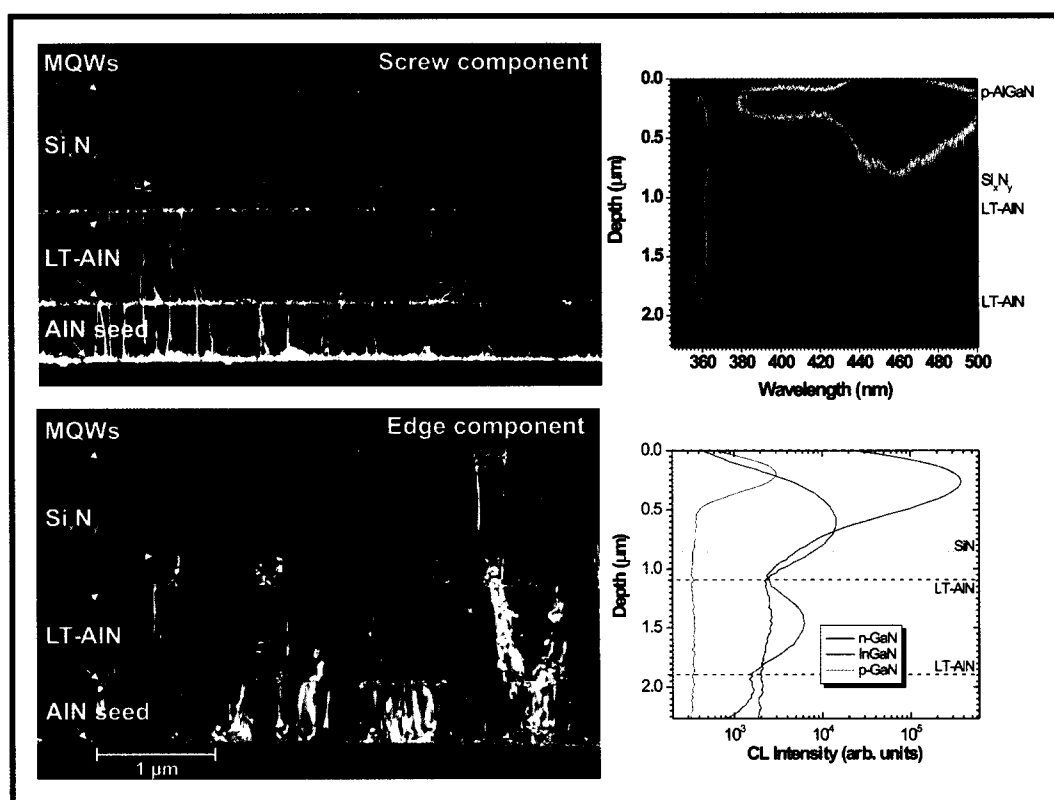 MQWs
Screw component
SixNy
LT-AlN
AlN seed
0.0
0.5
1.0
1.5
2.0
Depth (µm)
360 380 400 420 440 460 480 500
Wavelength (nm)
p-AlGaN
SixNy
LT-AlN
LT-AlN
MQWs
Edge component
SixNy
LT-AlN
AlN seed
1 µm
0.0
0.5
1.0
1.5
2.0
Depth (µm)
SiN
LT-AlN
LT-AlN
n-GaN
InGaN
p-GaN
10³ 10⁴ 10⁵
CL Intensity (arb. units)